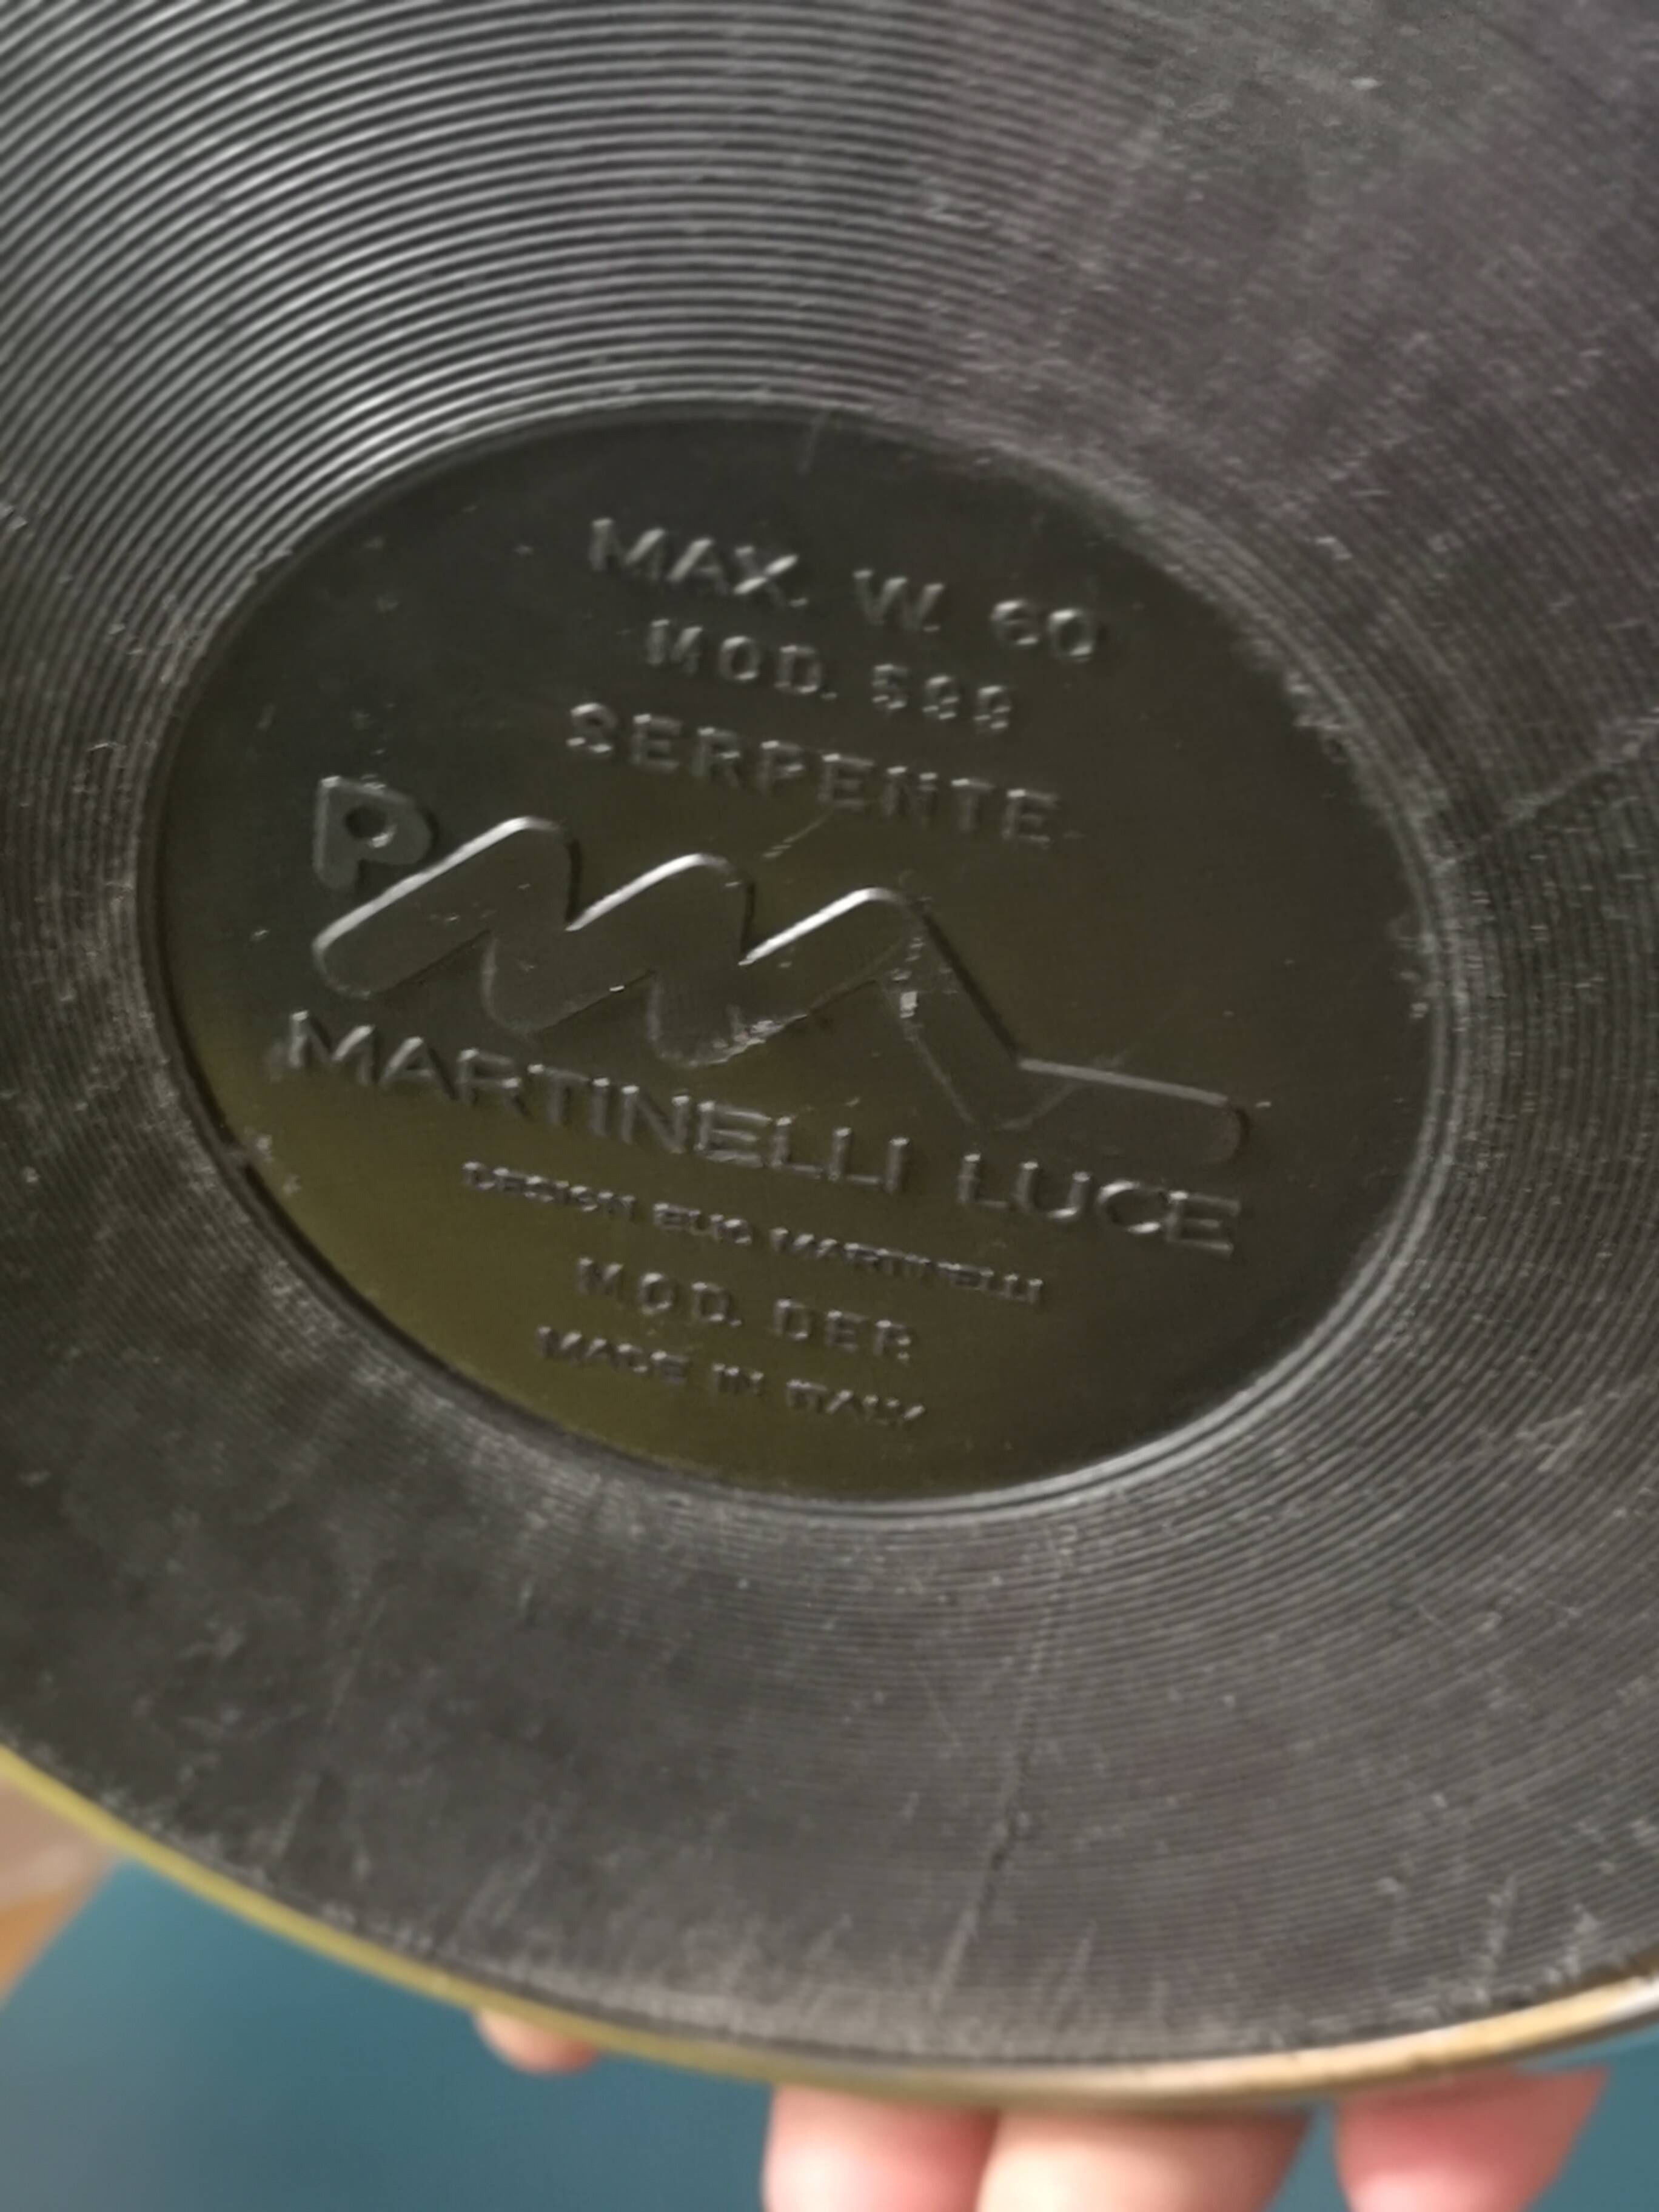 MAX. W. 60
MOD. 599
SERPENTE
P
MARTINELLI LUCE
DESIGN ELIO MARTINELLI
MOD. DEP.
MADE IN ITALY